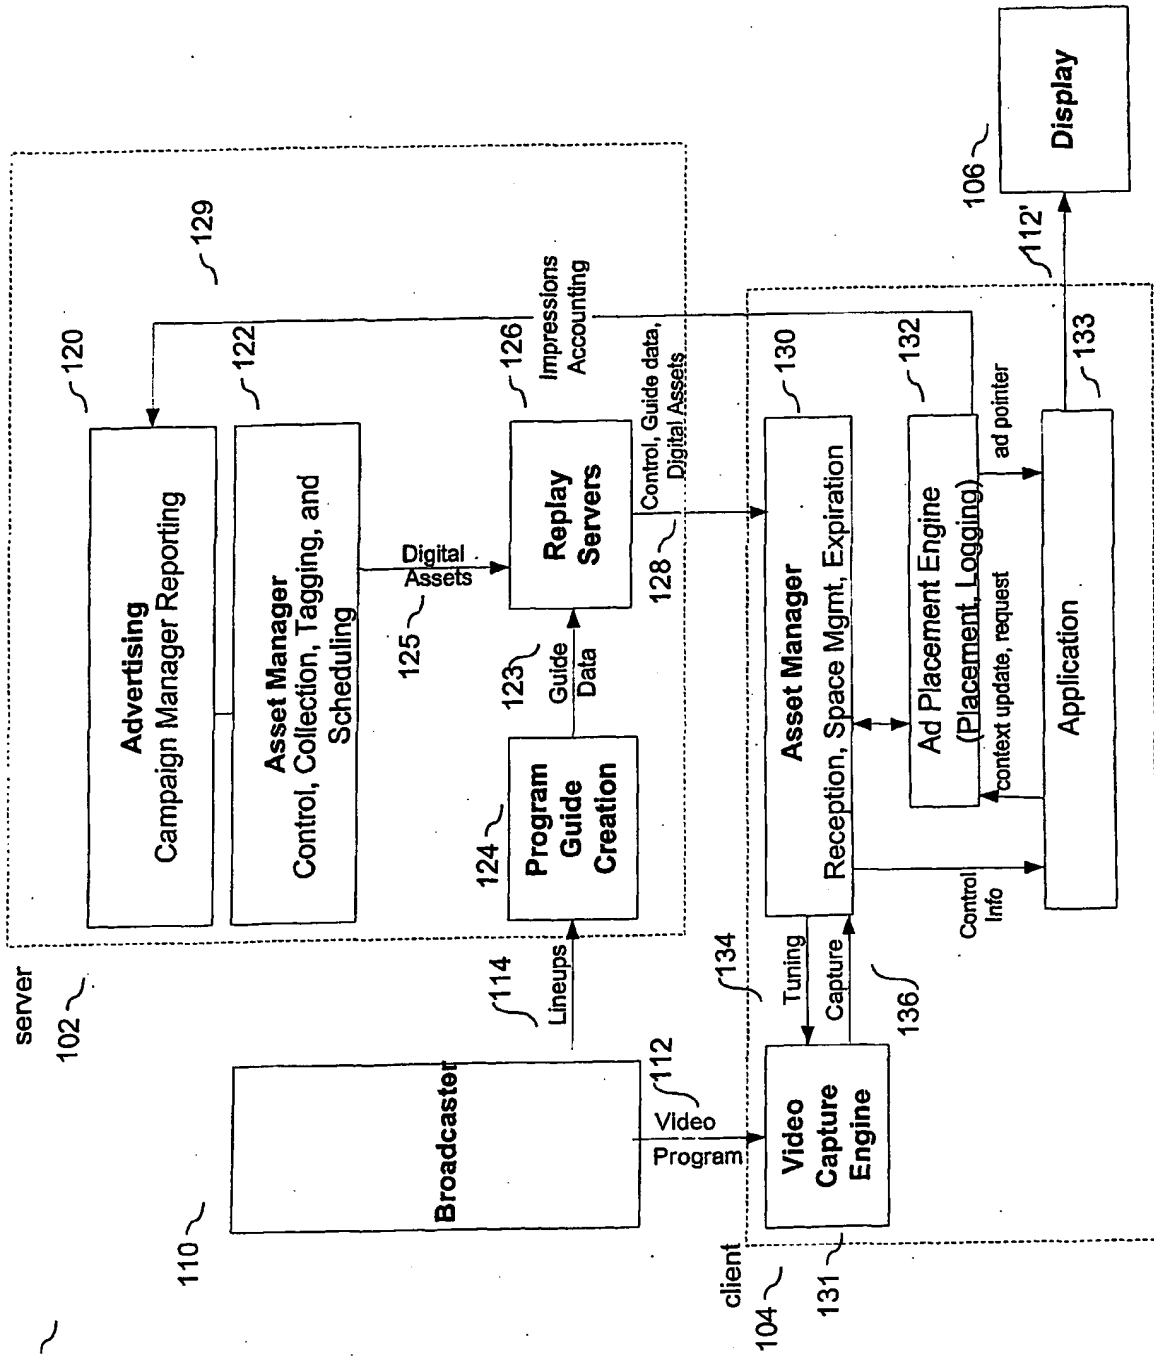 server
102
120
Advertising
Campaign Manager Reporting
129
122
Asset Manager
Control, Collection, Tagging, and
Scheduling
Digital
Assets
125
126
Impressions
Accounting
Replay
Servers
123
Guide
Data
124
Program
Guide
Creation
114
Lineups
110
Broadcaster
112
Video
Program
128
Control, Guide data,
Digital Assets
client
104
130
Asset Manager
Reception, Space Mgmt, Expiration
134
Tuning
Capture
136
Video
Capture
Engine
131
132
Ad Placement Engine
(Placement, Logging)
ad pointer
context update, request
Control
Info
Application
133
112'
106
Display